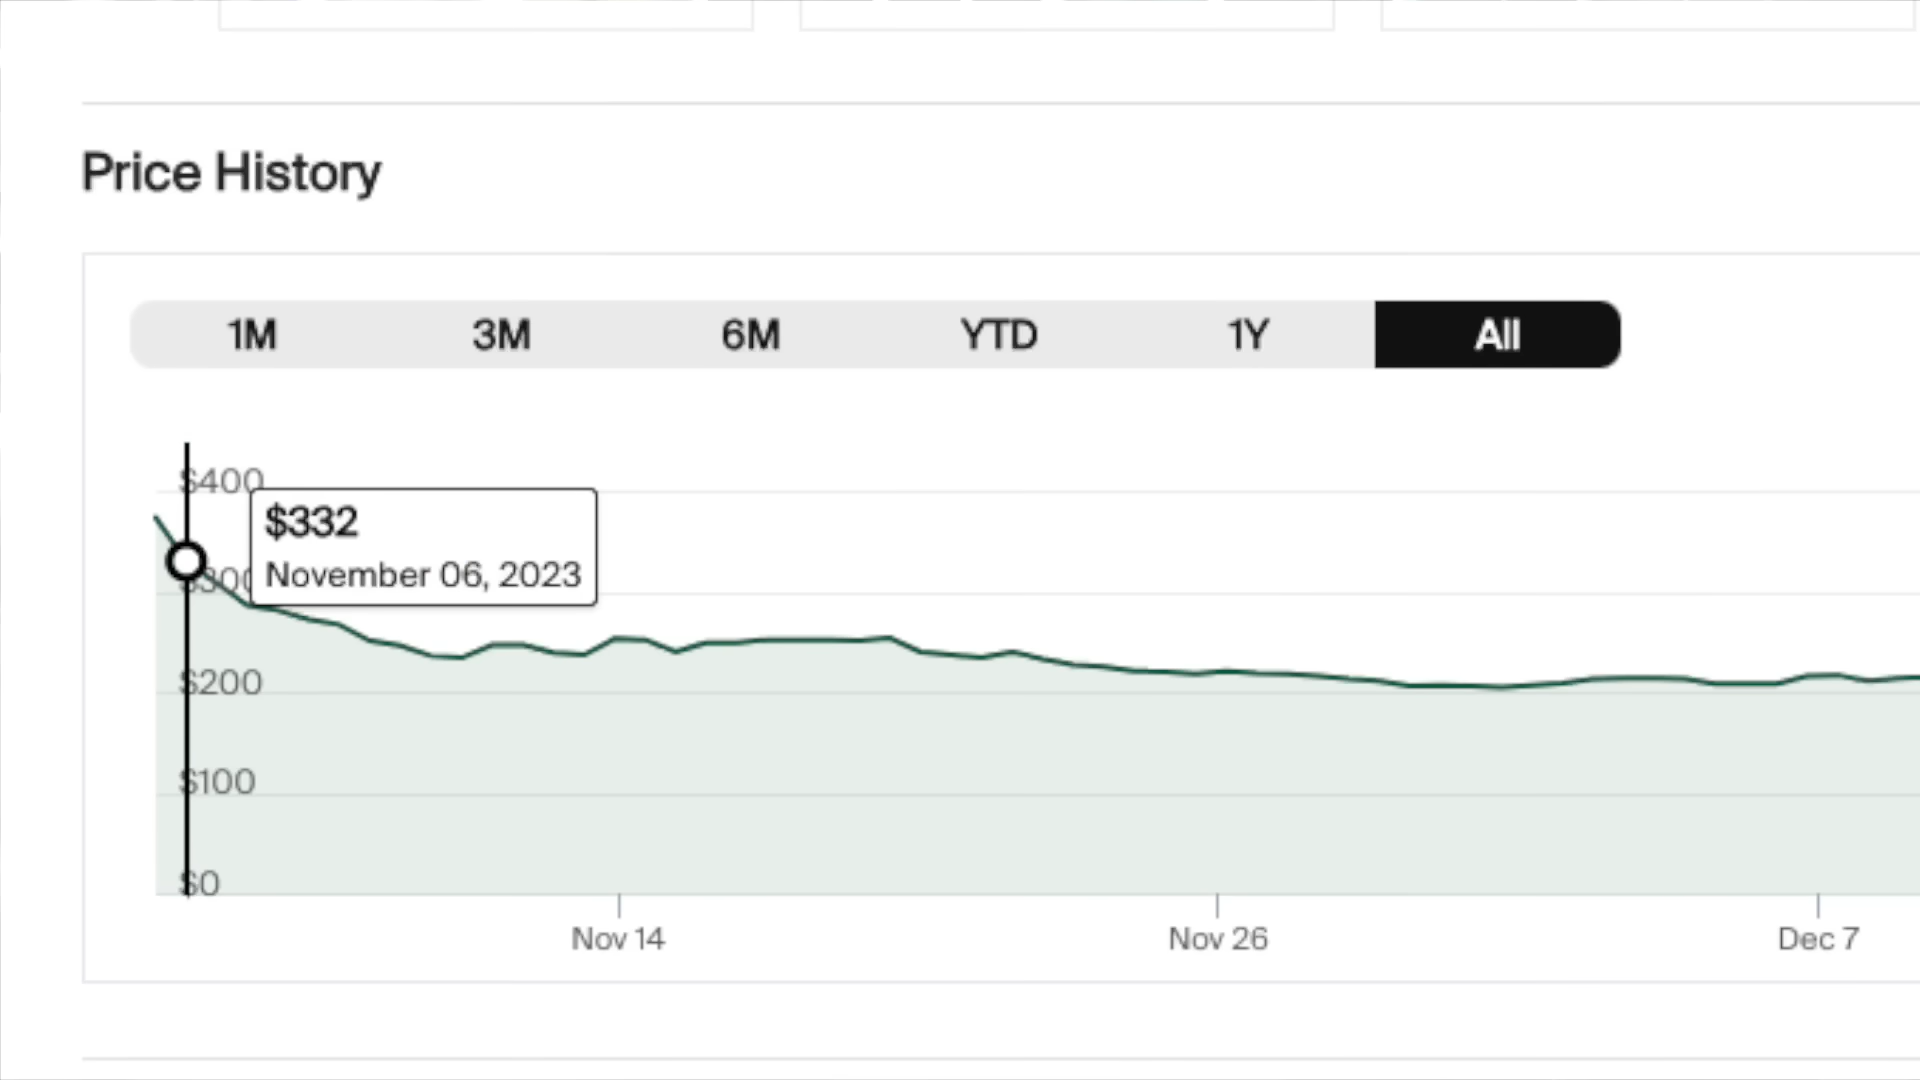 Price History
1M 3M 6M YTD 1Y All
$400
$332
November 06, 2023
$300
$200
$100
$0
Nov 14 Nov 26 Dec 7